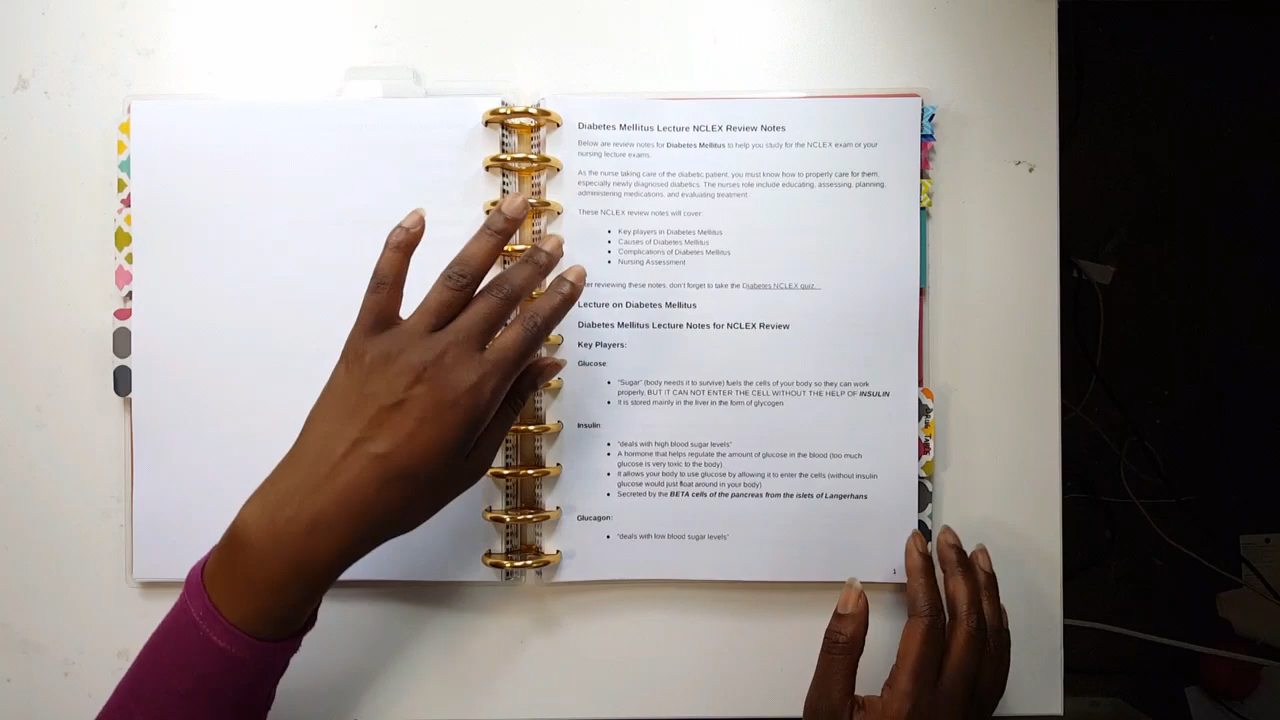 Diabetes Mellitus Lecture NCLEX Review Notes
Below are review notes for Diabetes Mellitus to help you study for the NCLEX exam or your
nursing lecture exams.
As the nurse taking care of the diabetic patient, you must know how to properly care for them,
especially newly diagnosed diabetics. The nurses role include educating, assessing, planning,
administering medications, and evaluating treatment.
These NCLEX review notes will cover:
• Key players in Diabetes Mellitus
• Causes of Diabetes Mellitus
• Complications of Diabetes Mellitus
• Nursing Assessment
reviewing these notes, don't forget to take the Diabetes NCLEX quiz.
Lecture on Diabetes Mellitus
Diabetes Mellitus Lecture Notes for NCLEX Review
Key Players:
Glucose
• "Sugar" (body needs it to survive) fuels the cells of your body so they can work
properly, BUT IT CAN NOT ENTER THE CELL WITHOUT THE HELP OF INSULIN
• It is stored mainly in the liver in the form of glycogen
Insulin
• "deals with high blood sugar levels"
• A hormone that helps regulate the amount of glucose in the blood (too much
glucose is very toxic to the body)
• It allows your body to use glucose by allowing it to enter the cells (without insulin
glucose would just float around in your body)
• Secreted by the BETA cells of the pancreas from the islets of Langerhans
Glucagon:
• "deals with low blood sugar levels"
1